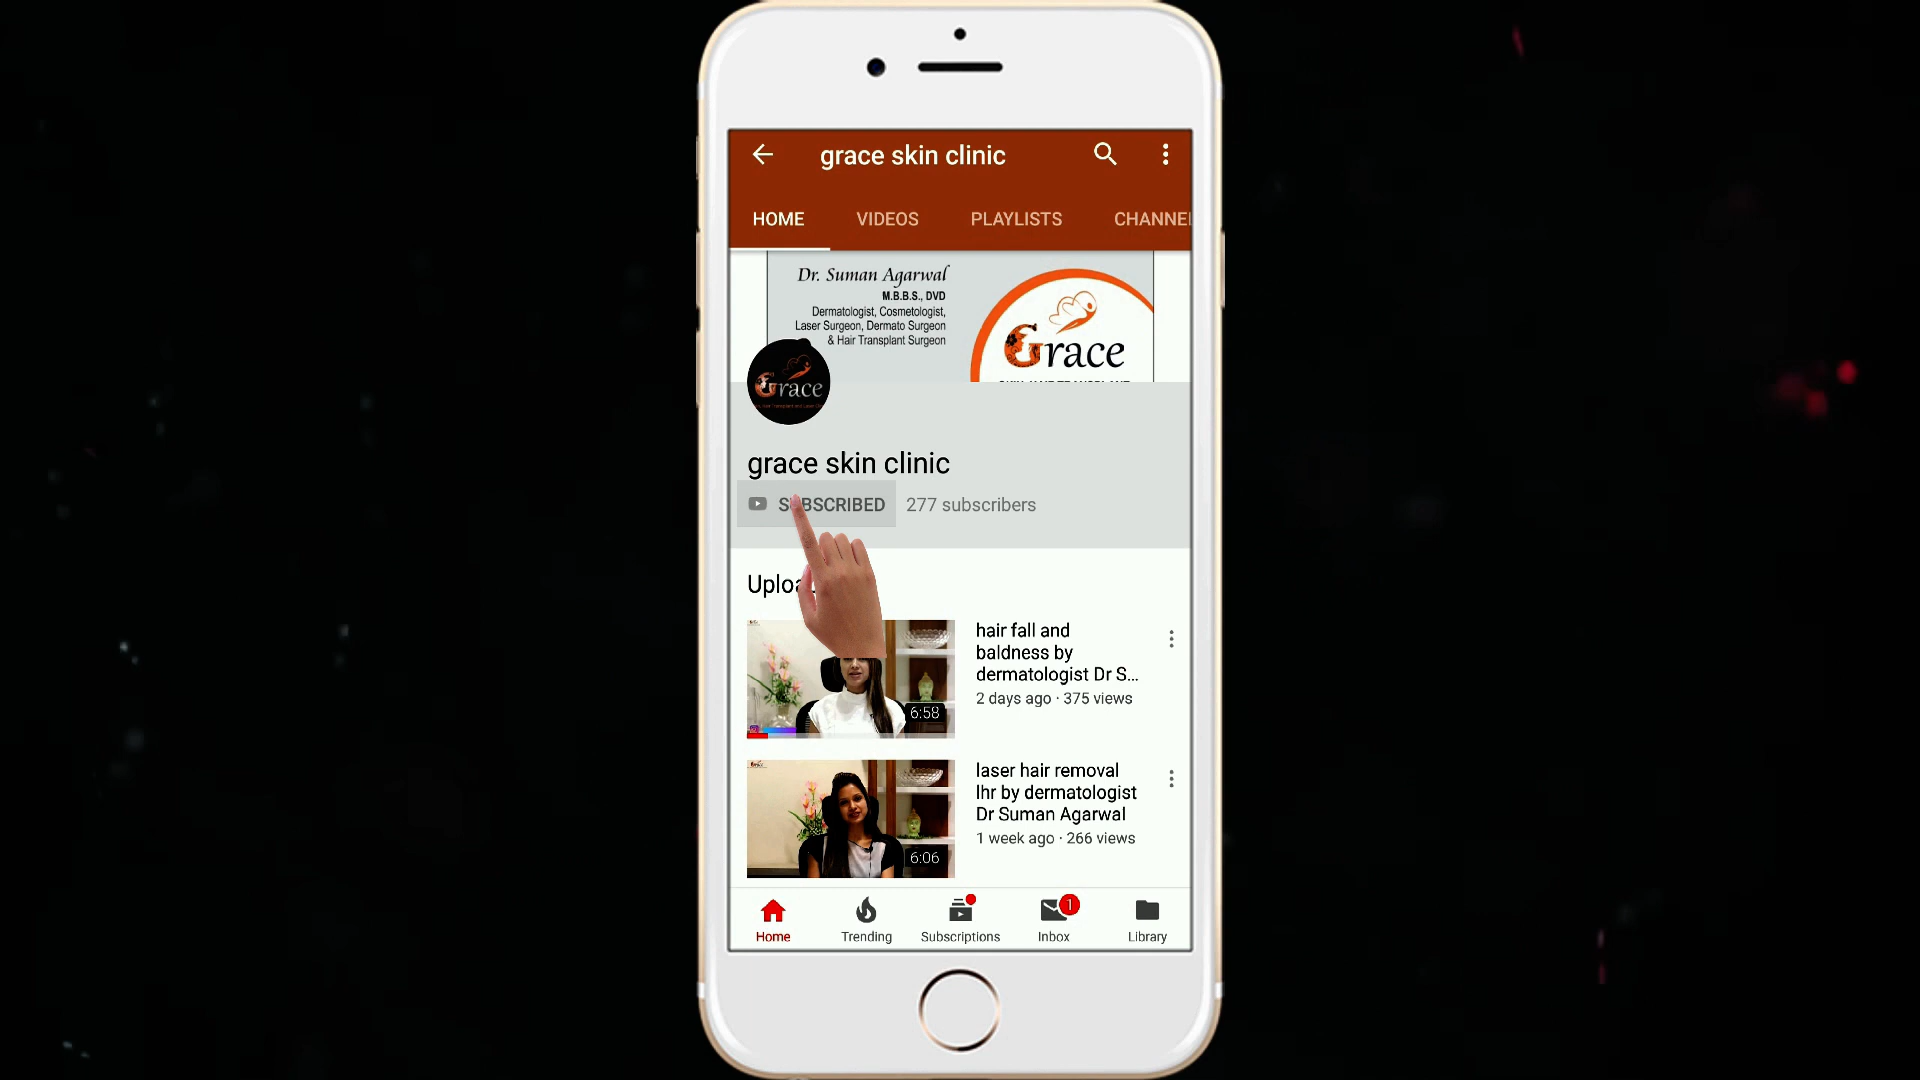 grace skin clinic
HOME VIDEOS PLAYLISTS CHANNEL
Dr. Suman Agarwal
M.B.B.S., DVD
Dermatologist, Cosmetologist,
Laser Surgeon, Dermato Surgeon
& Hair Transplant Surgeon
Grace
Grace
grace skin clinic
SUBSCRIBED 277 subscribers
hair fall and
baldness by
dermatologist Dr S...
2 days ago · 375 views
6:58
laser hair removal
lhr by dermatologist
Dr Suman Agarwal
1 week ago · 266 views
6:06
1
Home Trending Subscriptions Inbox Library